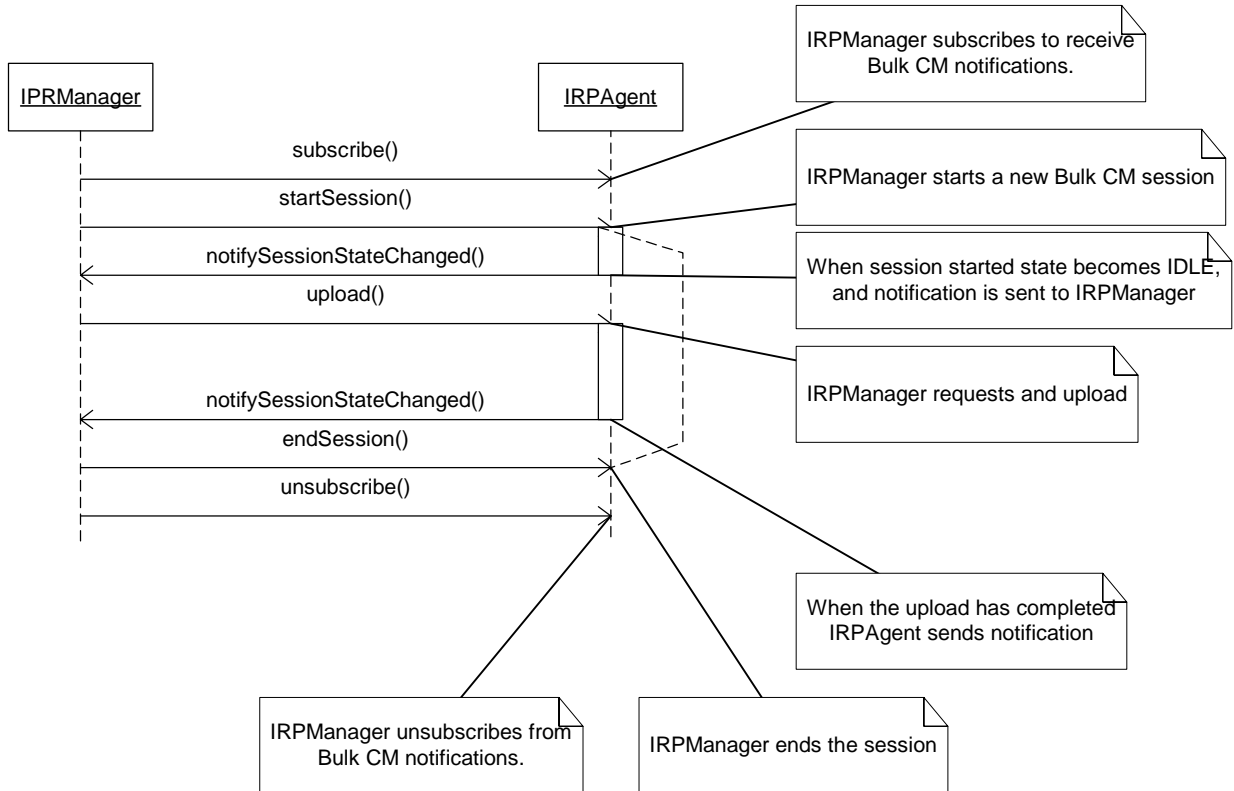 IRPManager subscribes to receive
Bulk CM notifications.
IPRManager
IRPAgent
subscribe()
IRPManager starts a new Bulk CM session
startSession()
notifySessionStateChanged()
When session started state becomes IDLE,
and notification is sent to IRPManager
upload()
IRPManager requests and upload
notifySessionStateChanged()
endSession()
unsubscribe()
When the upload has completed
IRPAgent sends notification
IRPManager unsubscribes from
Bulk CM notifications.
IRPManager ends the session